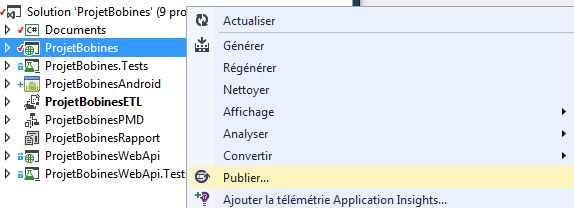 Solution 'ProjetBobines' (9 pro
Documents
ProjetBobines
ProjetBobines.Tests
ProjetBobinesAndroid
ProjetBobinesETL
ProjetBobinesPMD
ProjetBobinesRapport
ProjetBobinesWebApi
ProjetBobinesWebApi.Test
Actualiser
Générer
Régénérer
Nettoyer
Affichage
Analyser
Convertir
Publier...
Ajouter la télémétrie Application Insights...